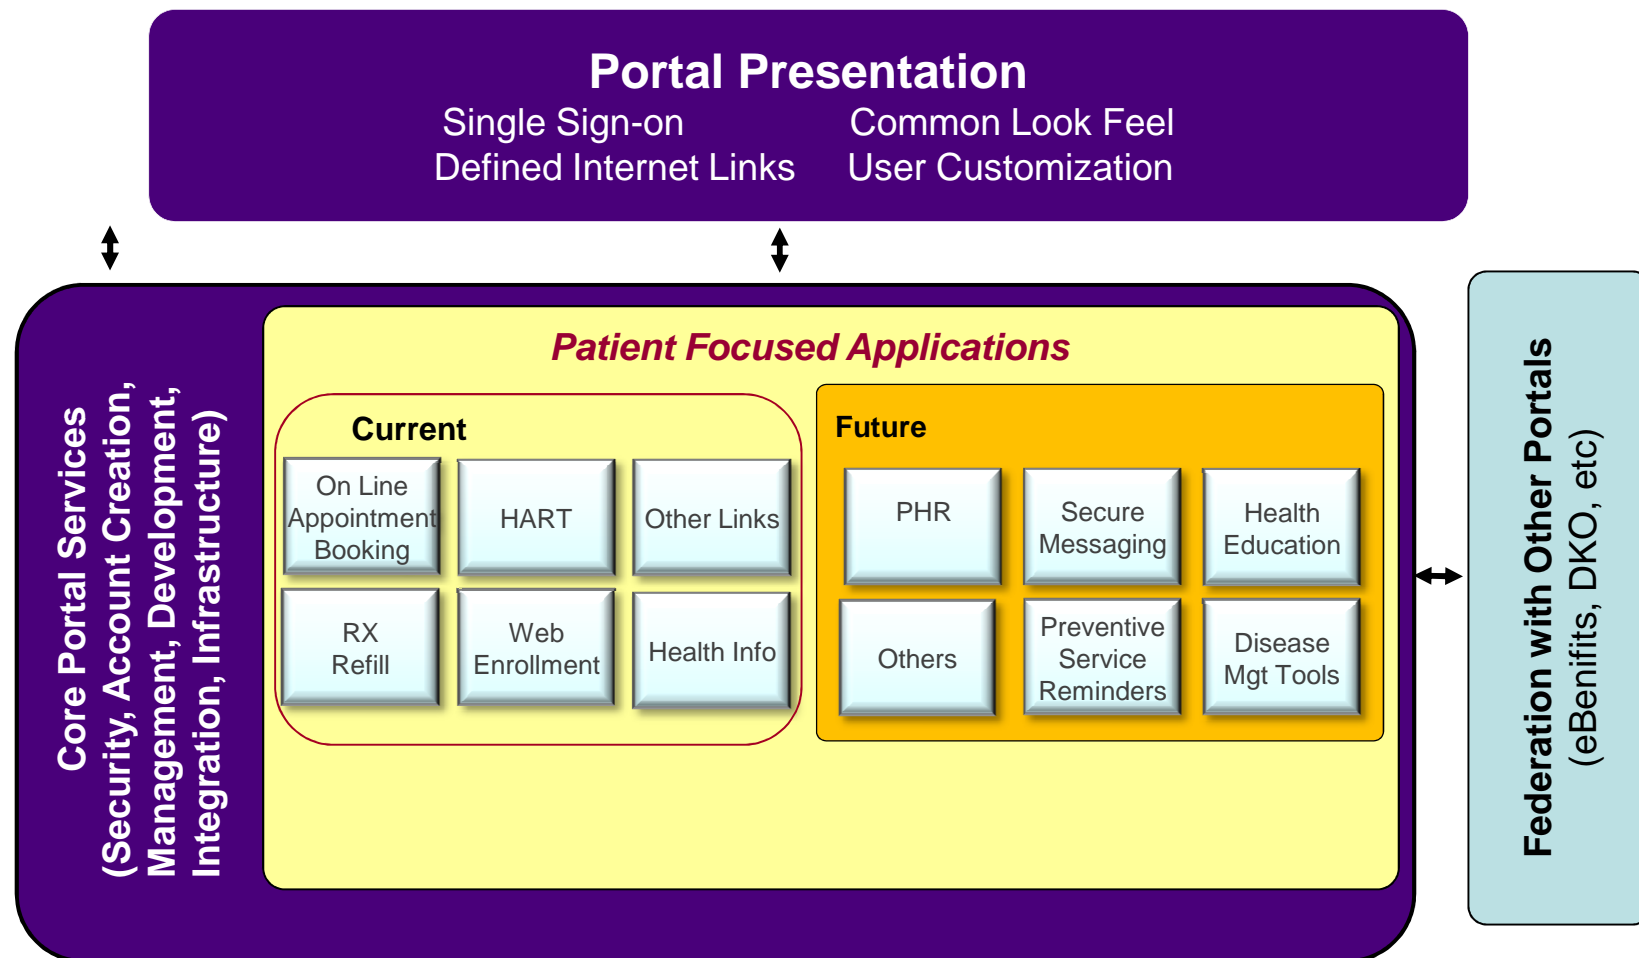 Portal Presentation
Single Sign-on Common Look Feel
Defined Internet Links User Customization
Core Portal Services
(Security, Account Creation,
Management, Development,
Integration, Infrastructure)
Patient Focused Applications
Current
On Line
Appointment
Booking
HART
Other Links
RX
Refill
Web
Enrollment
Health Info
Future
PHR
Secure
Messaging
Health
Education
Others
Preventive
Service
Reminders
Disease
Mgt Tools
Federation with Other Portals
(eBenifits, DKO, etc)